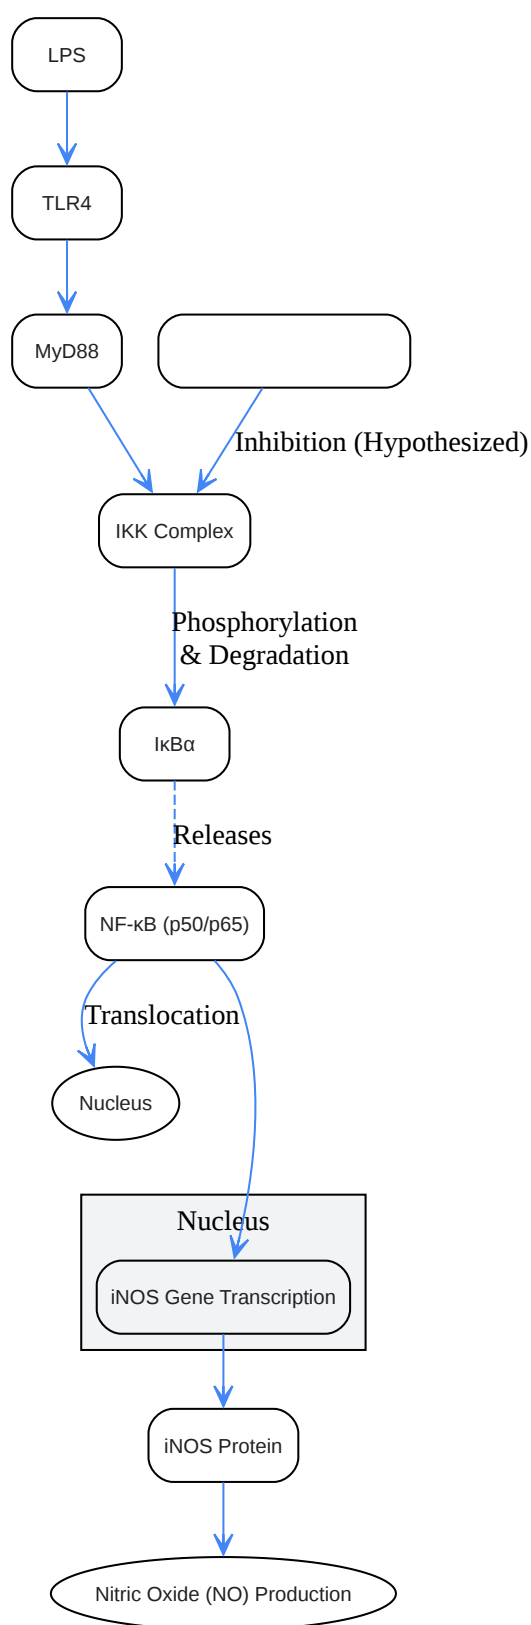 LPS
TLR4
MyD88
Inhibition (Hypothesized)
IKK Complex
Phosphorylation
& Degradation
IκBα
Releases
NF-κB (p50/p65)
Translocation
Nucleus
Nucleus
iNOS Gene Transcription
iNOS Protein
Nitric Oxide (NO) Production